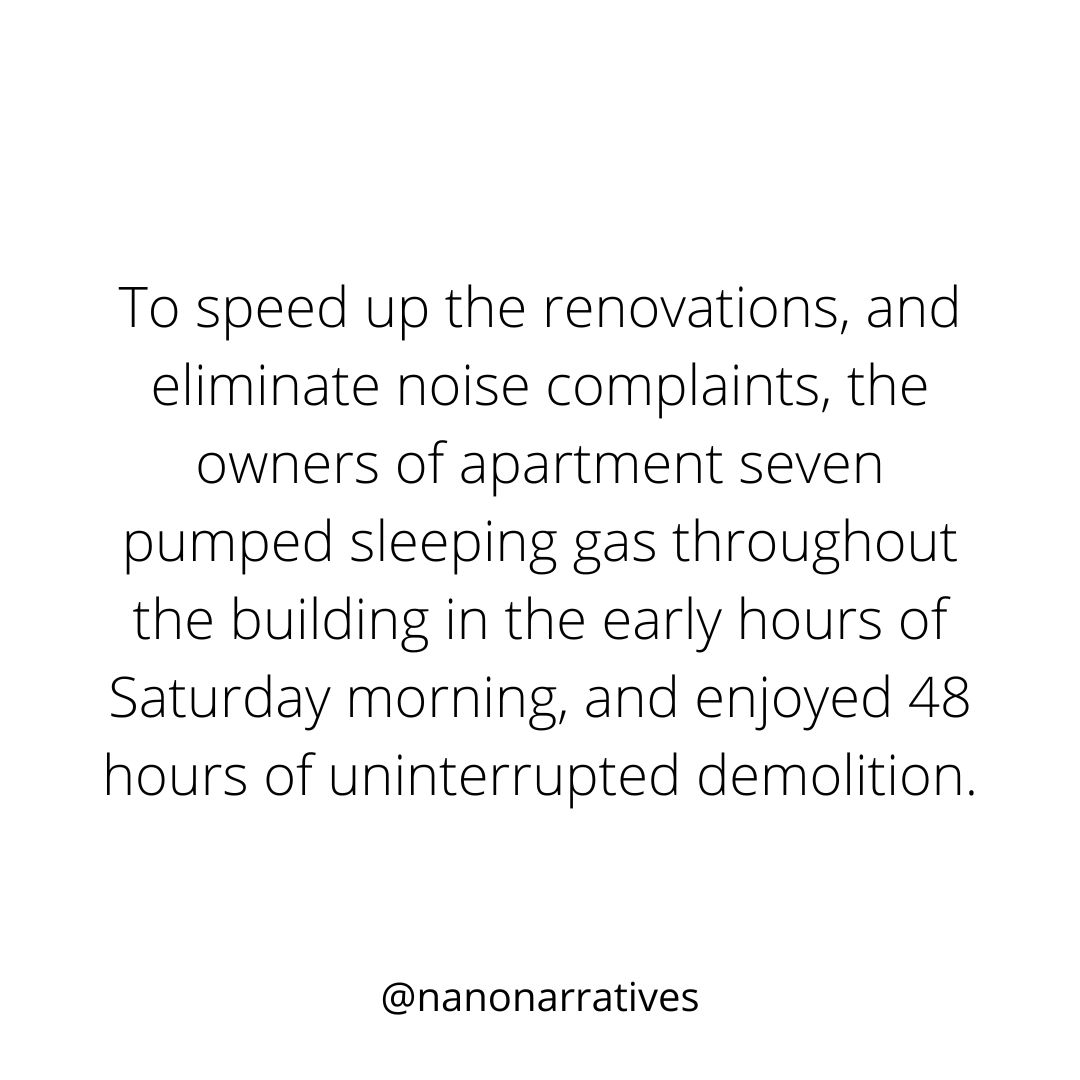 To speed up the renovations, and
eliminate noise complaints, the
owners of apartment seven
pumped sleeping gas throughout
the building in the early hours of
Saturday morning, and enjoyed 48
hours of uninterrupted demolition.
@nanonarratives